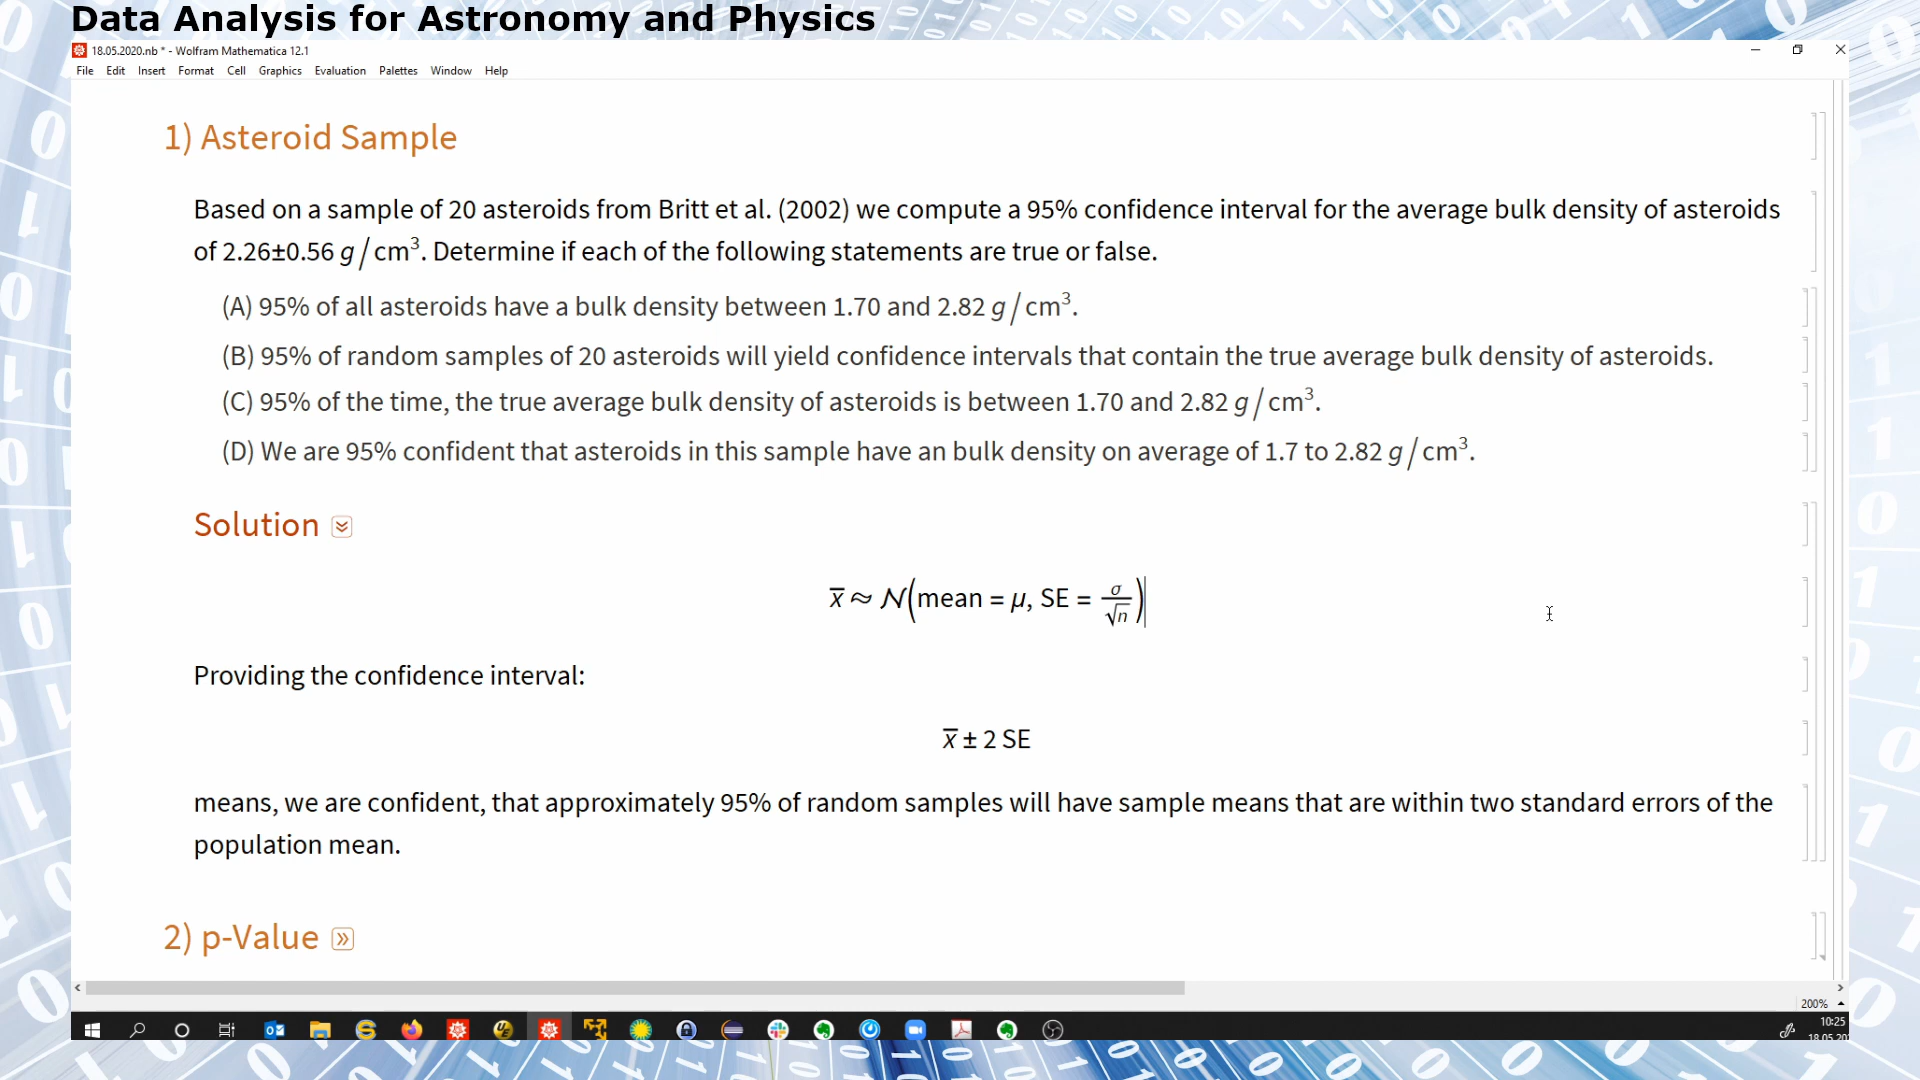 Data Analysis for Astronomy and Physics
18.05.2020.nb * - Wolfram Mathematica 12.1
File Edit Insert Format Cell Graphics Evaluation Palettes Window Help
1) Asteroid Sample
Based on a sample of 20 asteroids from Britt et al. (2002) we compute a 95% confidence interval for the average bulk density of asteroids
of 2.26±0.56 g/cm³. Determine if each of the following statements are true or false.
(A) 95% of all asteroids have a bulk density between 1.70 and 2.82 g/cm³.
(B) 95% of random samples of 20 asteroids will yield confidence intervals that contain the true average bulk density of asteroids.
(C) 95% of the time, the true average bulk density of asteroids is between 1.70 and 2.82 g/cm³.
(D) We are 95% confident that asteroids in this sample have an bulk density on average of 1.7 to 2.82 g/cm³.
Solution
x̅ ≈ N(mean = μ, SE = σ/√n)
Providing the confidence interval:
x̅ ± 2 SE
means, we are confident, that approximately 95% of random samples will have sample means that are within two standard errors of the
population mean.
2) p-Value
200%
10:25
18.05.20